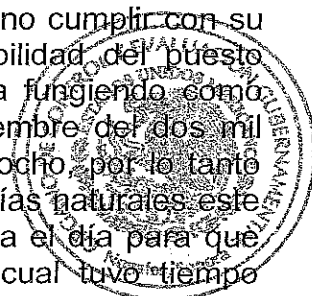 no cumplir con su
bilidad del puesto
a fungiendo como
embre del dos mil
ocho, por lo tanto
ías naturales este
a el día para que
cual tuvo tiempo